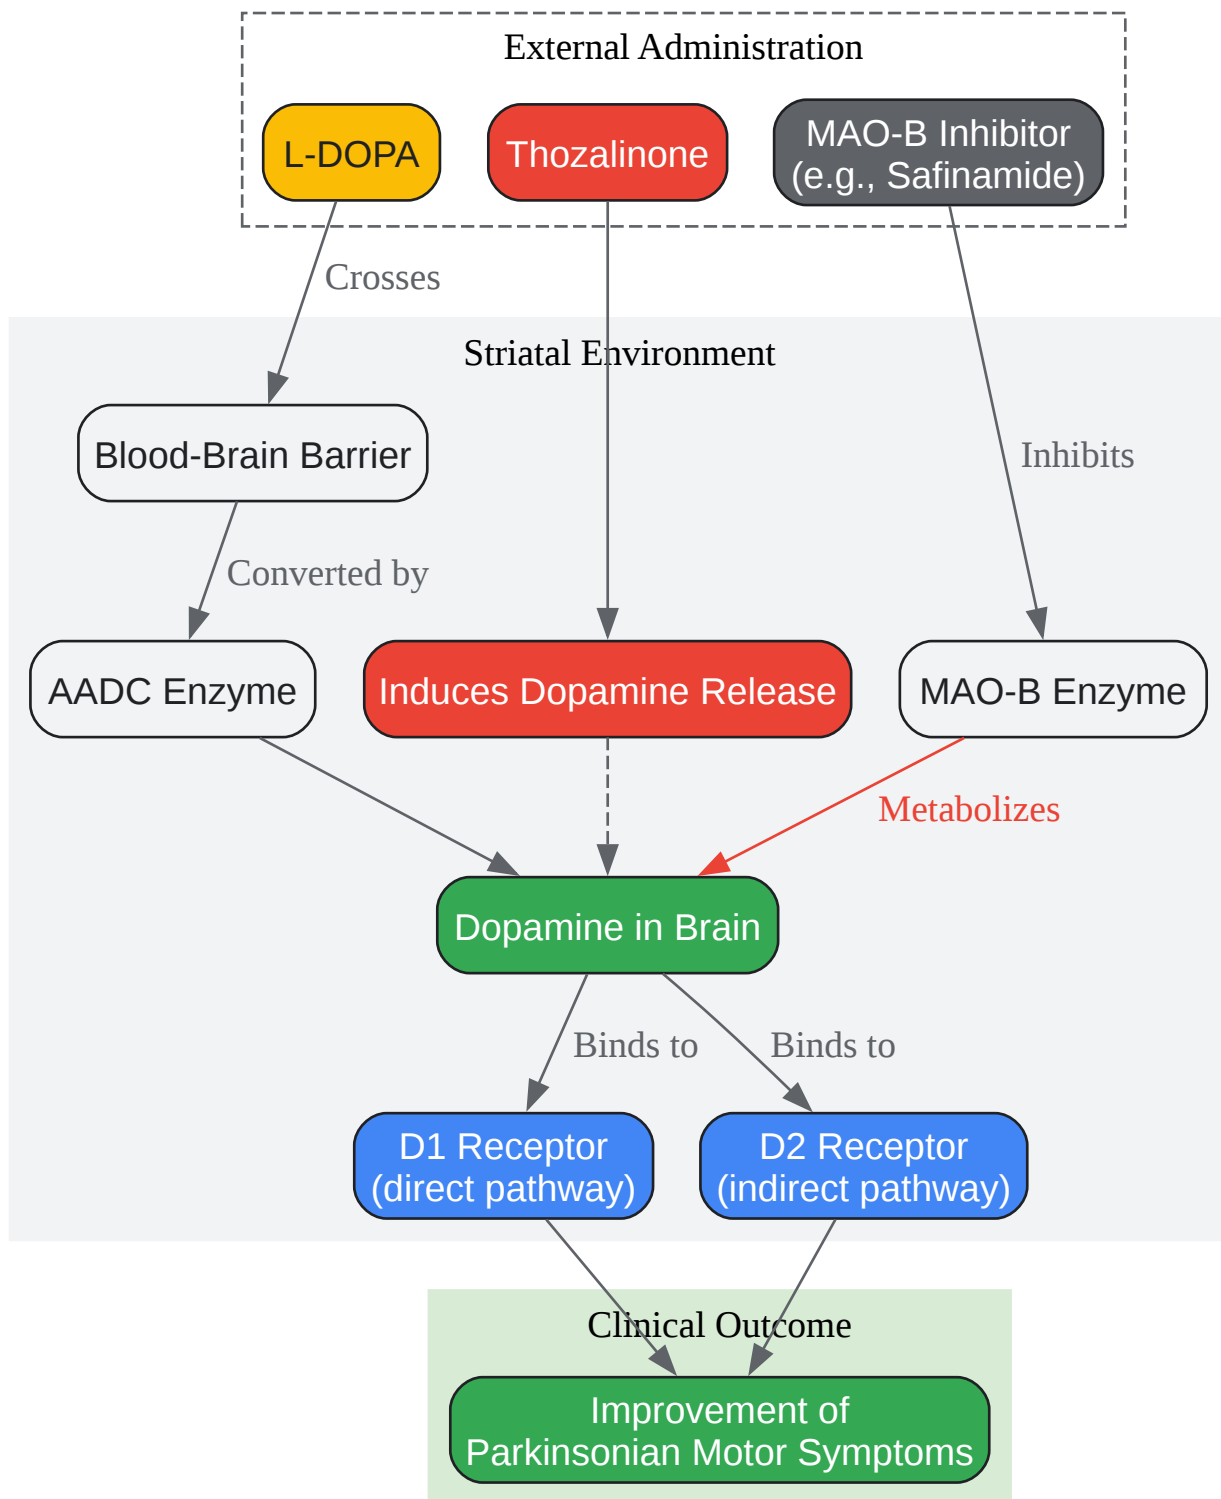 External Administration
L-DOPA
Thozalinone
MAO-B Inhibitor
(e.g., Safinamide)
Crosses
Striatal Environment
Blood-Brain Barrier
Inhibits
Converted by
AADC Enzyme
Induces Dopamine Release
MAO-B Enzyme
Metabolizes
Dopamine in Brain
Binds to
Binds to
D1 Receptor
(direct pathway)
D2 Receptor
(indirect pathway)
Clinical Outcome
Improvement of
Parkinsonian Motor Symptoms